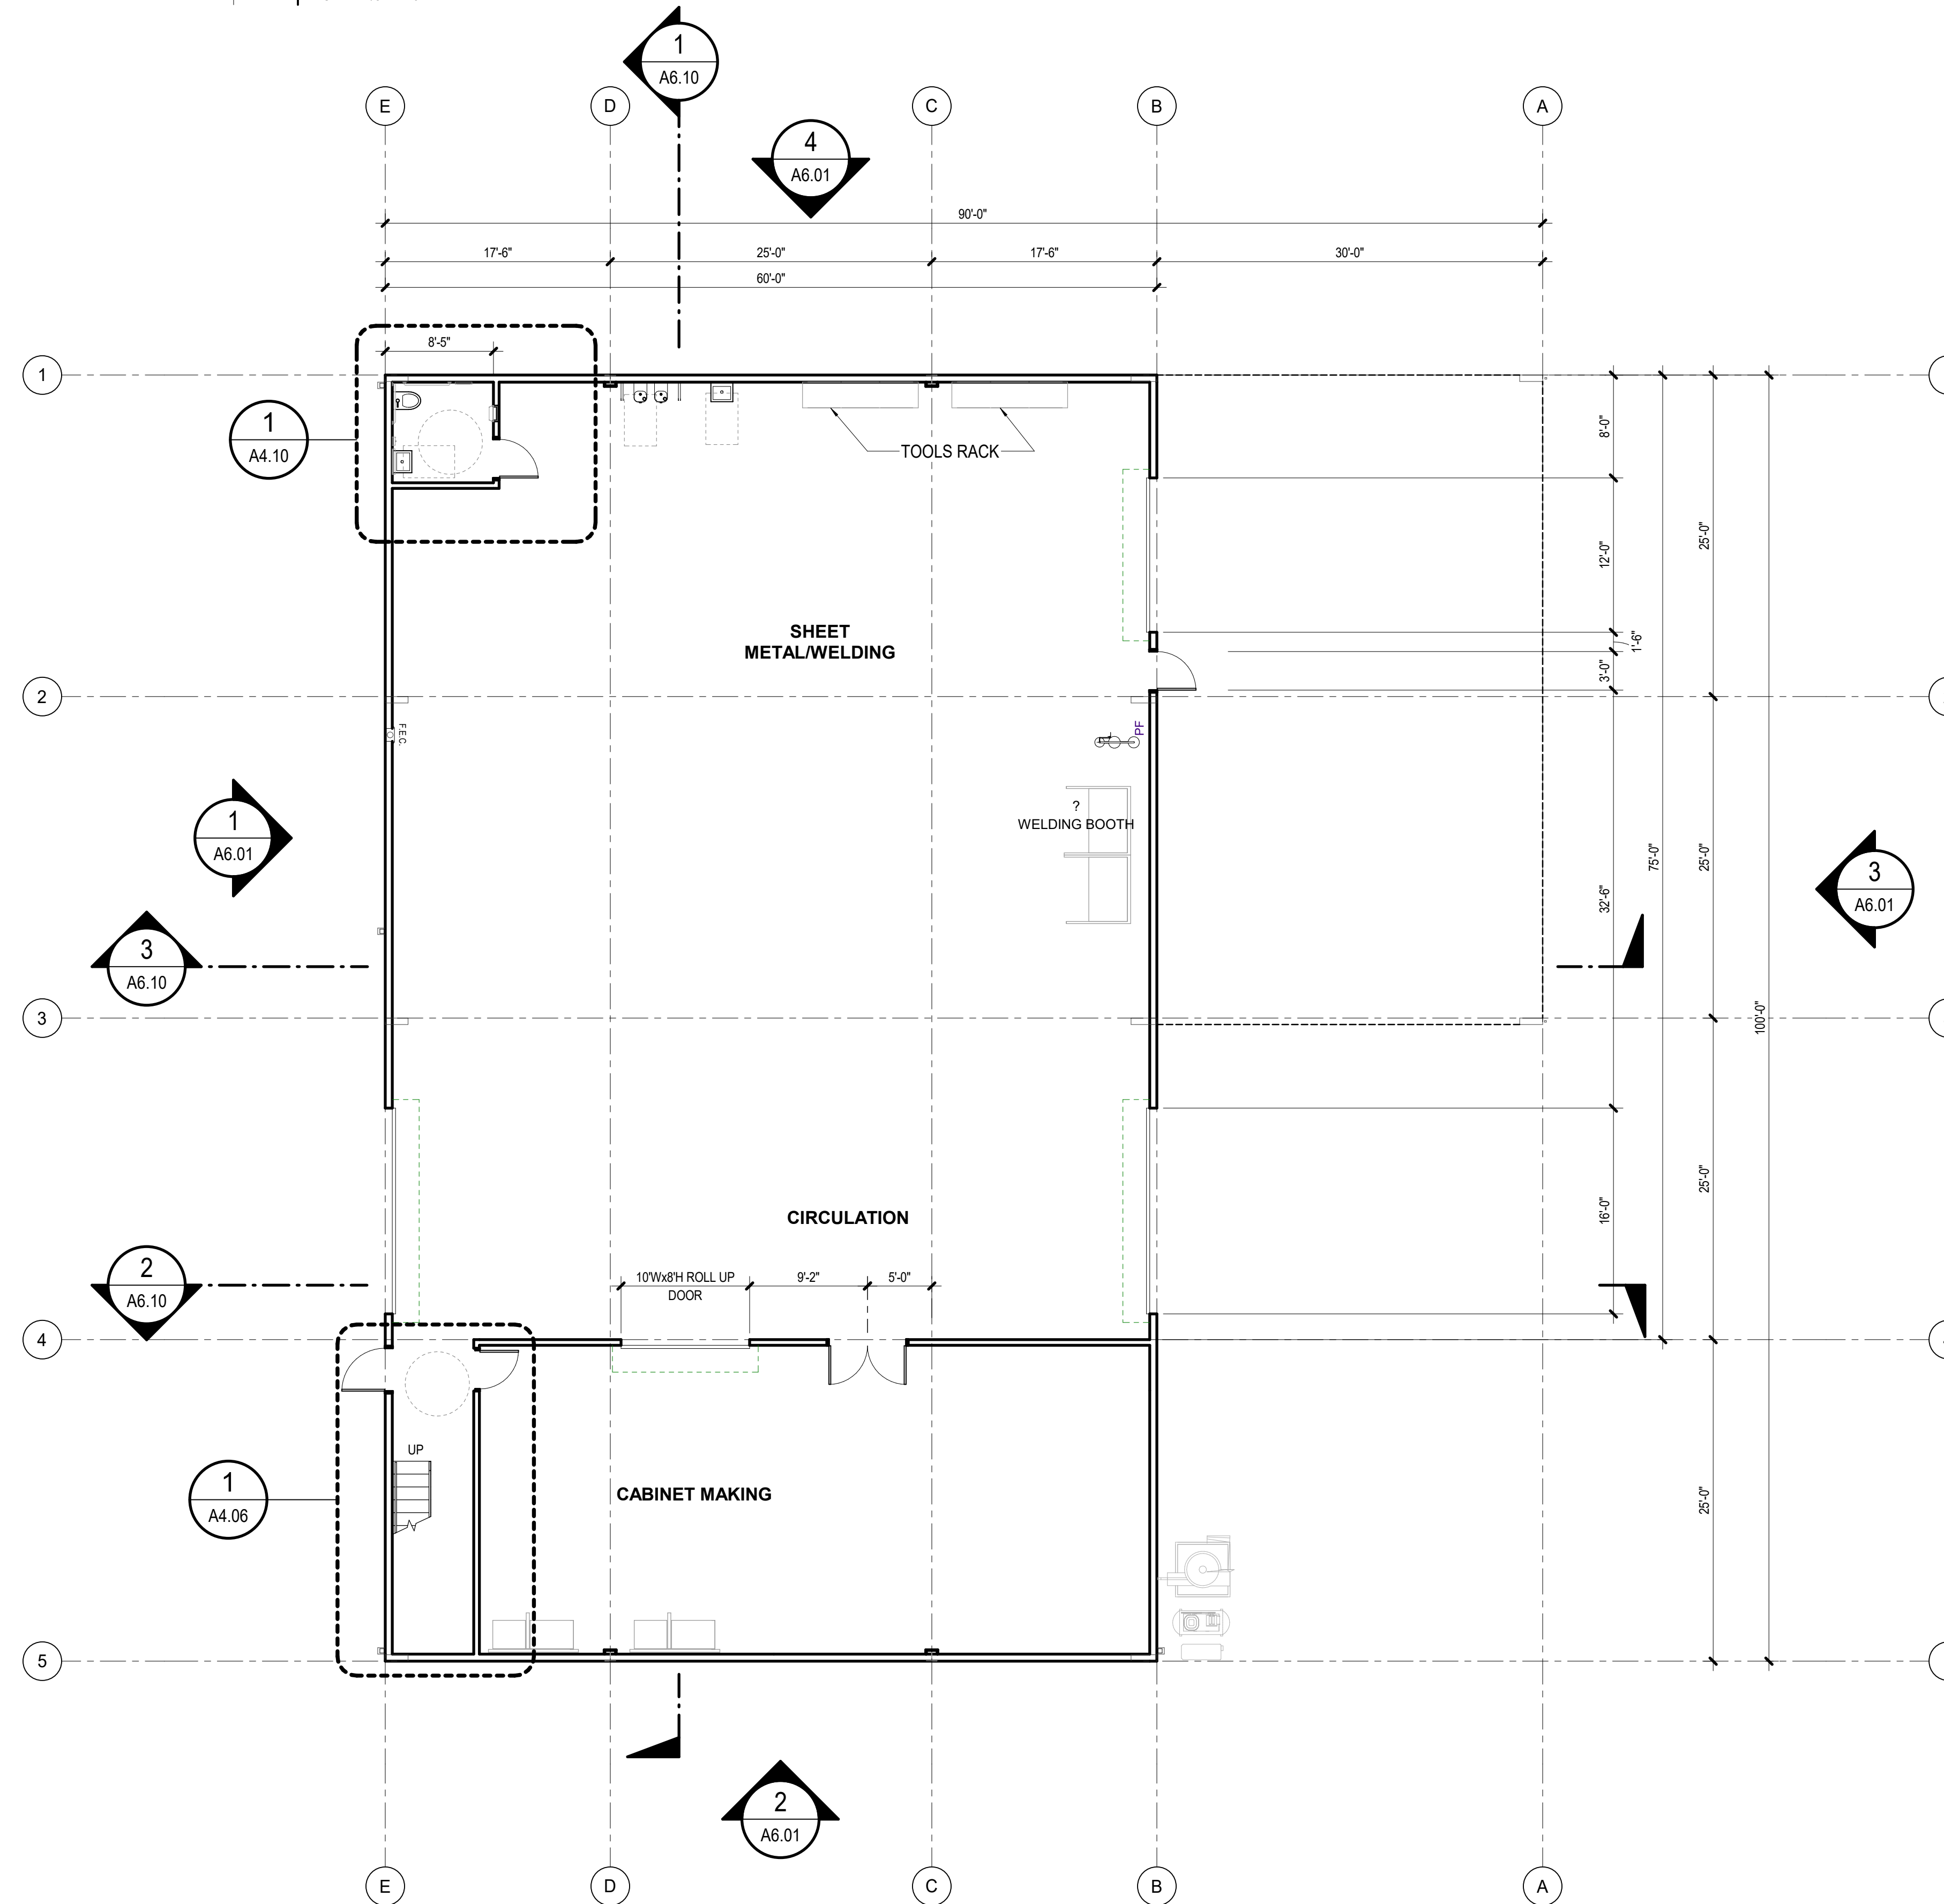 1
A6.10
E
D
C
B
A
4
A6.01
90'-0"
17'-6"
25'-0"
17'-6"
30'-0"
60'-0"
8'-5"
1
1
A4.10
TOOLS RACK
8'-0"
25'-0"
12'-0"
SHEET
METAL/WELDING
1'-6"
3'-0"
2
F.E.C.
PF
?
WELDING BOOTH
1
A6.01
75'-0"
25'-0"
32'-6"
3
A6.01
3
A6.10
3
100'-0"
25'-0"
16'-0"
CIRCULATION
2
A6.10
10'Wx8'H ROLL UP
DOOR
9'-2"
5'-0"
4
UP
1
A4.06
CABINET MAKING
25'-0"
5
2
A6.01
E
D
C
B
A